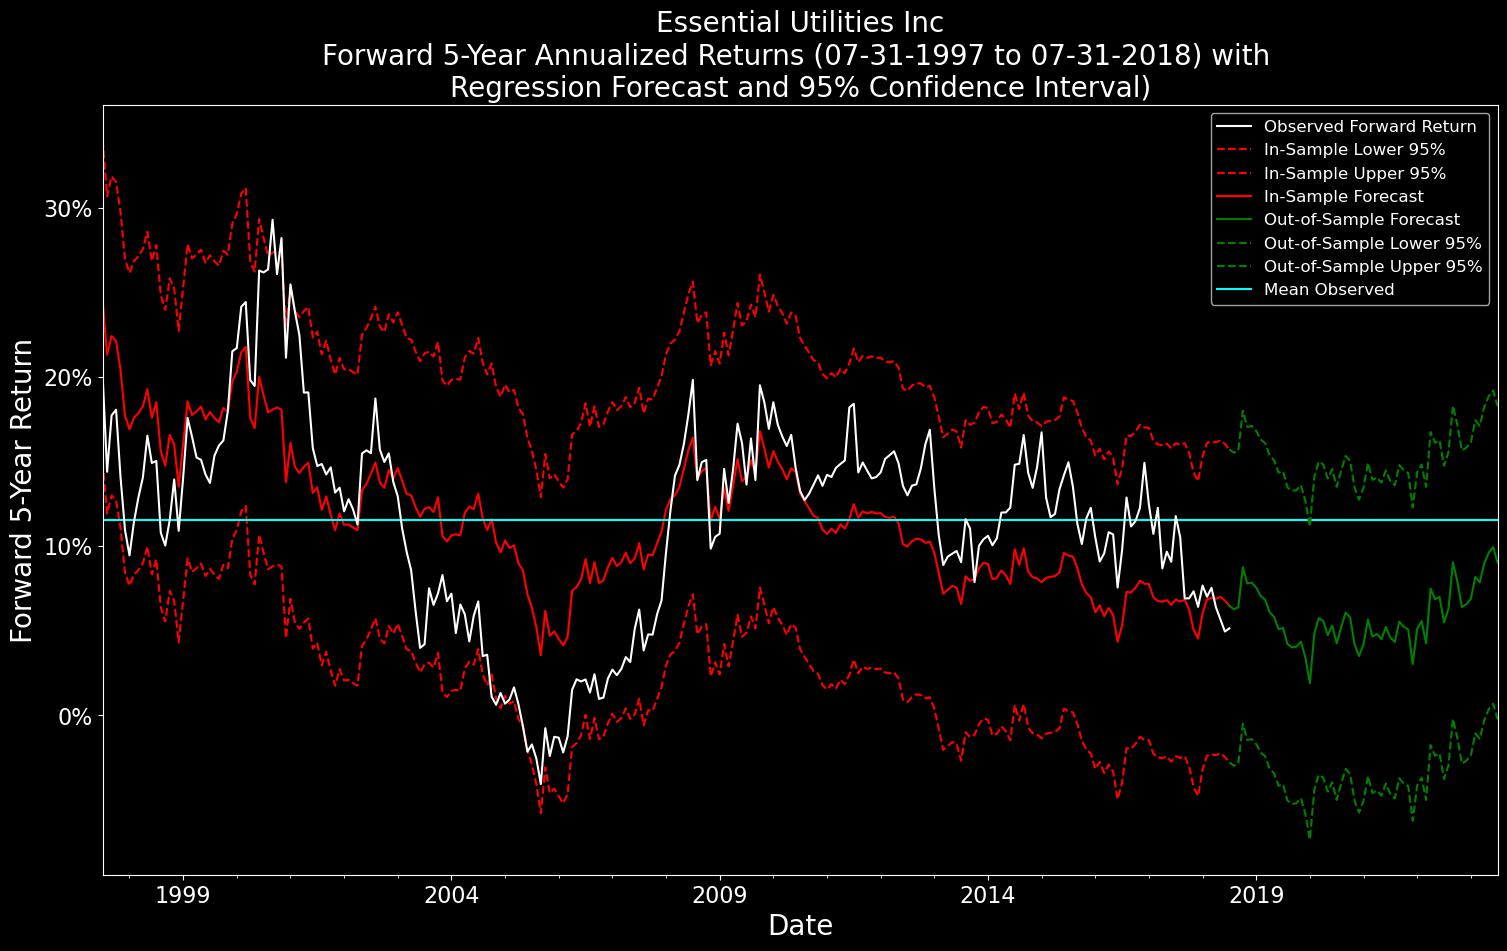 Essential Utilities Inc
Forward 5-Year Annualized Returns (07-31-1997 to 07-31-2018) with
Regression Forecast and 95% Confidence Interval)
Observed Forward Return
In-Sample Lower 95%
In-Sample Upper 95%
In-Sample Forecast
Out-of-Sample Forecast
Out-of-Sample Lower 95%
Out-of-Sample Upper 95%
Mean Observed
Forward 5-Year Return
30%
20%
10%
0%
1999
2004
2009
2014
2019
Date